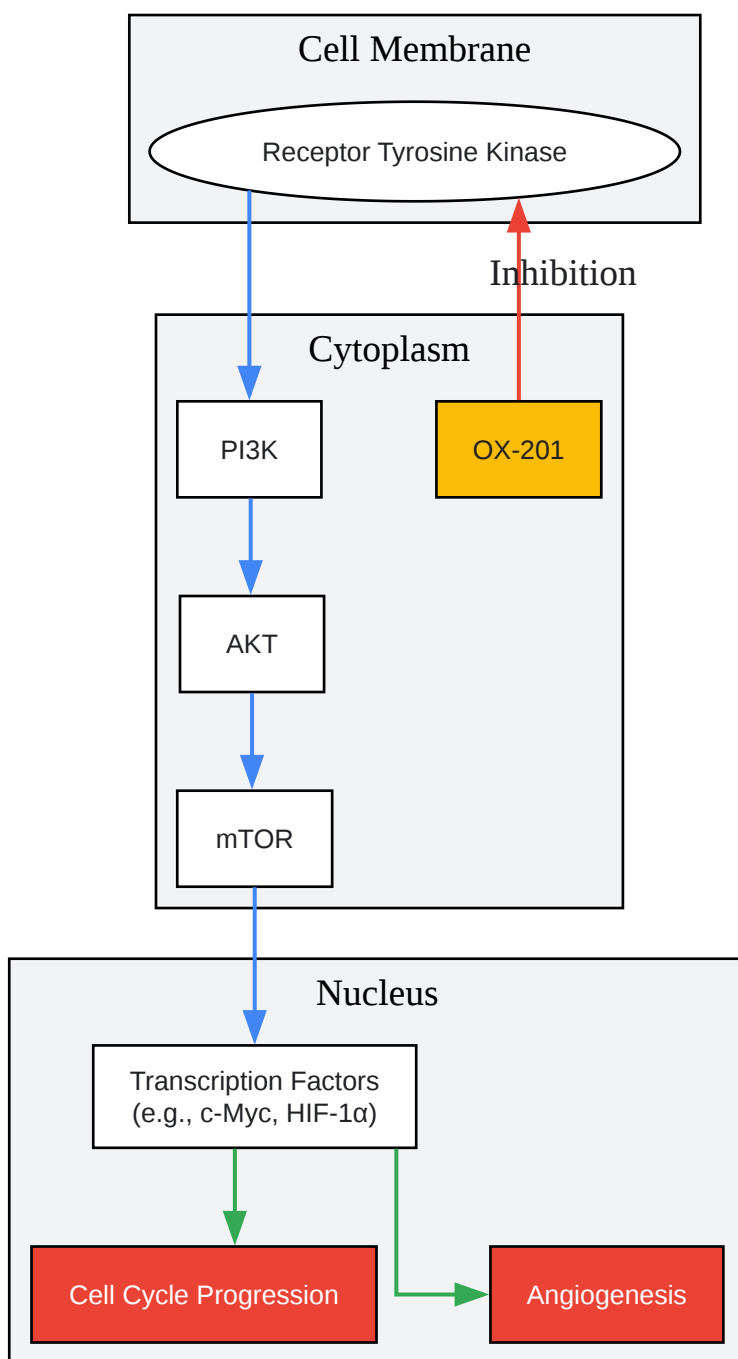 Cell Membrane
Receptor Tyrosine Kinase
Inhibition
Cytoplasm
PI3K
OX-201
AKT
mTOR
Nucleus
Transcription Factors
(e.g., c-Myc, HIF-1α)
Cell Cycle Progression
Angiogenesis